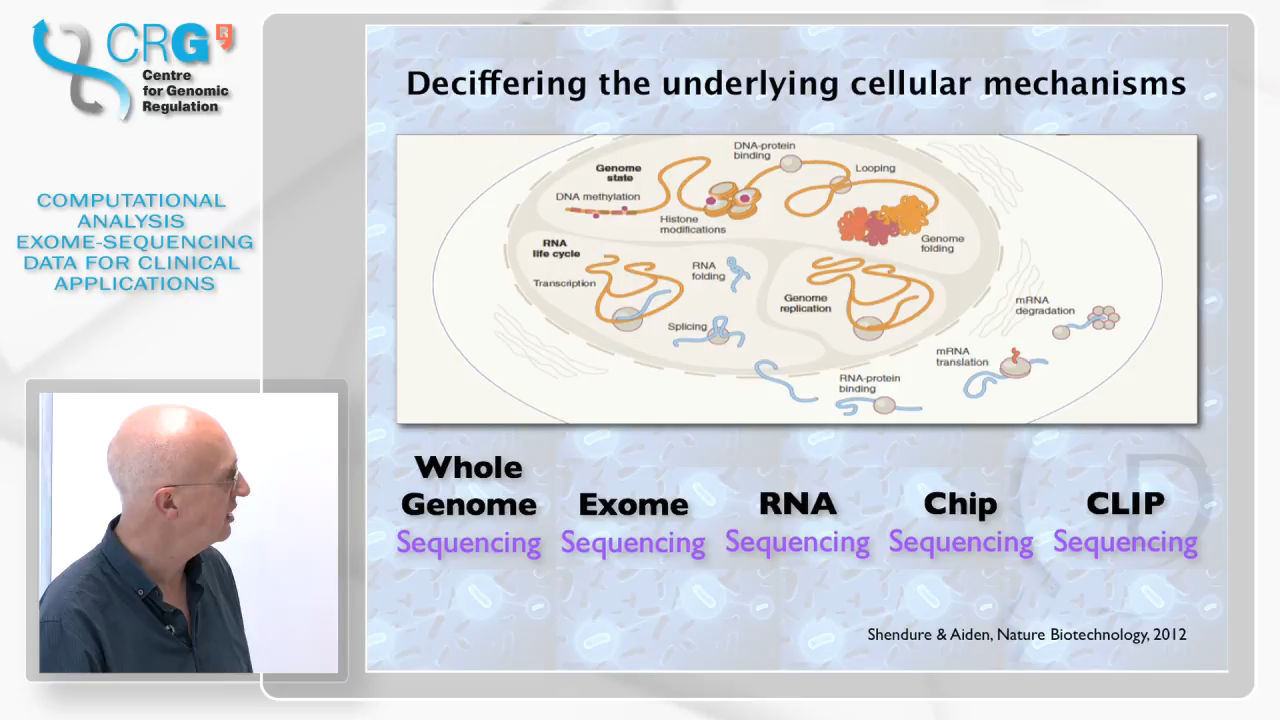 CRG
R
Centre
for Genomic
Regulation
COMPUTATIONAL
ANALYSIS
EXOME-SEQUENCING
DATA FOR CLINICAL
APPLICATIONS
Deciffering the underlying cellular mechanisms
DNA-protein
binding
Genome
state
Looping
DNA methylation
Histone
modifications
Genome
folding
RNA
life cycle
RNA
folding
Transcription
Genome
replication
Splicing
mRNA
degradation
mRNA
translation
RNA-protein
binding
Whole
Genome
Sequencing
Exome
Sequencing
RNA
Sequencing
Chip
Sequencing
CLIP
Sequencing
Shendure & Aiden, Nature Biotechnology, 2012